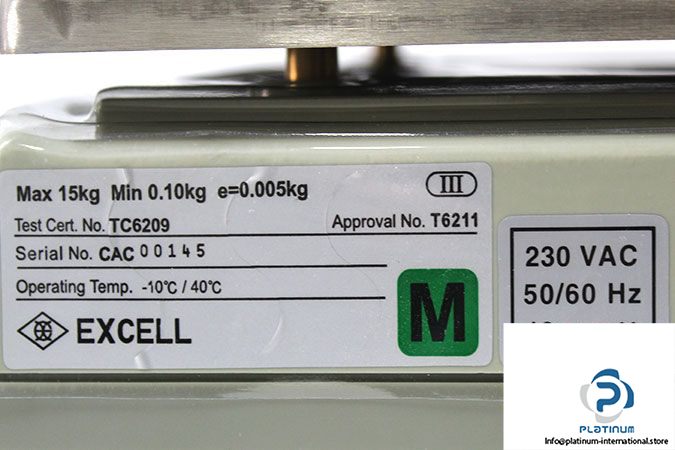 Max 15kg Min 0.10kg e=0.005kg
III
Test Cert. No. TC6209
Approval No. T6211
Serial No. CAC 00145
Operating Temp. -10℃ / 40℃
EXCELL
M
230 VAC
50/60 Hz
PLATINUM
Info@platinum-international.store